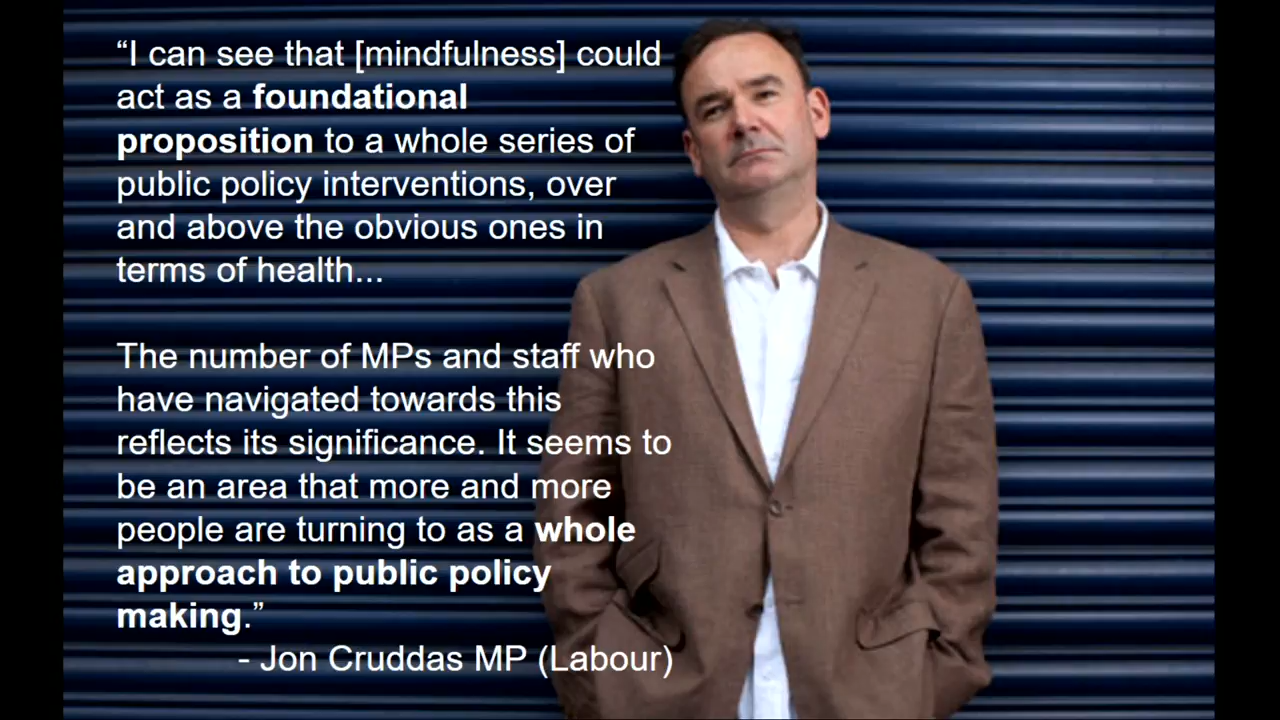 “I can see that [mindfulness] could
act as a foundational
proposition to a whole series of
public policy interventions, over
and above the obvious ones in
terms of health...
The number of MPs and staff who
have navigated towards this
reflects its significance. It seems to
be an area that more and more
people are turning to as a whole
approach to public policy
making.”
- Jon Cruddas MP (Labour)